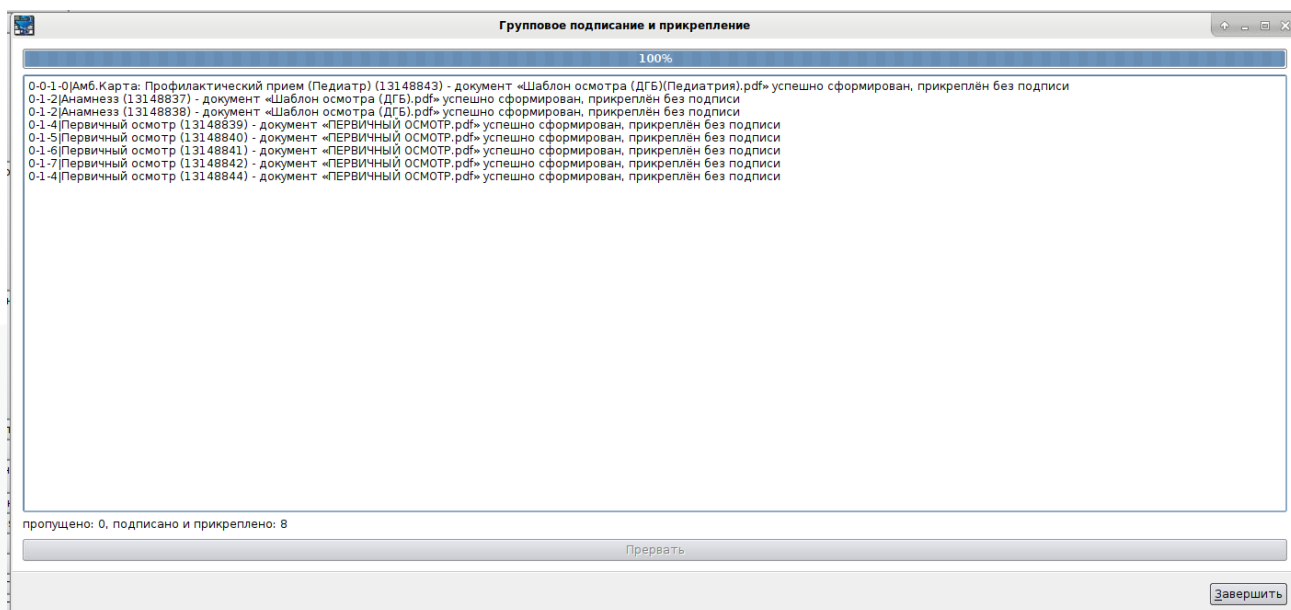 Групповое подписание и прикрепление
100%
0-0-1-0|Амб.Карта: Профилактический прием (Педиатр) (13148843) - документ «Шаблон осмотра (ДГБ)(Педиатрия).pdf» успешно сформирован, прикреплён без подписи
0-1-2|Анамнезз (13148837) - документ «Шаблон осмотра (ДГБ).pdf» успешно сформирован, прикреплён без подписи
0-1-2|Анамнезз (13148838) - документ «Шаблон осмотра (ДГБ).pdf» успешно сформирован, прикреплён без подписи
0-1-4|Первичный осмотр (13148839) - документ «ПЕРВИЧНЫЙ ОСМОТР.pdf» успешно сформирован, прикреплён без подписи
0-1-5|Первичный осмотр (13148840) - документ «ПЕРВИЧНЫЙ ОСМОТР.pdf» успешно сформирован, прикреплён без подписи
0-1-6|Первичный осмотр (13148841) - документ «ПЕРВИЧНЫЙ ОСМОТР.pdf» успешно сформирован, прикреплён без подписи
0-1-7|Первичный осмотр (13148842) - документ «ПЕРВИЧНЫЙ ОСМОТР.pdf» успешно сформирован, прикреплён без подписи
0-1-4|Первичный осмотр (13148844) - документ «ПЕРВИЧНЫЙ ОСМОТР.pdf» успешно сформирован, прикреплён без подписи
пропущено: 0, подписано и прикреплено: 8
Прервать
Завершить